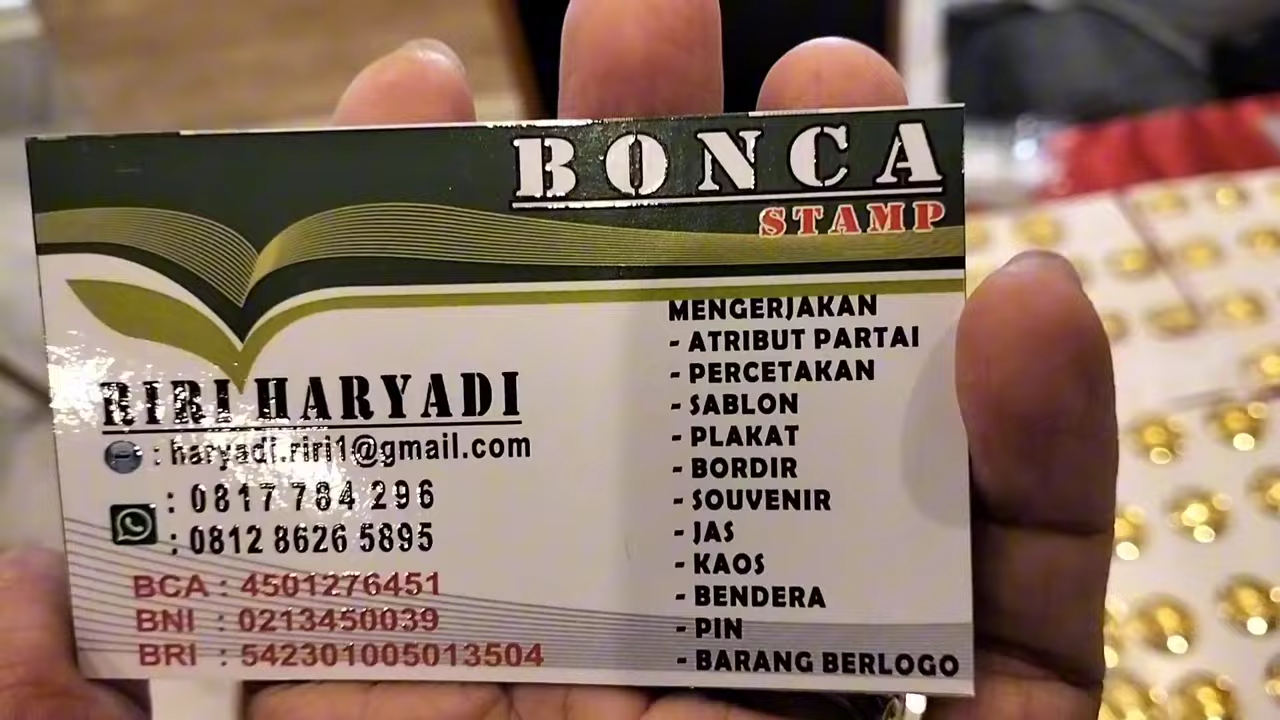 BONCA
STAMP
RIRI HARYADI
: haryadi.riri1@gmail.com
: 0817 784 296
: 0812 8626 5895
BCA : 4501276451
BNI : 0213450039
BRI : 542301005013504
MENGERJAKAN
- ATRIBUT PARTAI
- PERCETAKAN
- SABLON
- PLAKAT
- BORDIR
- SOUVENIR
- JAS
- KAOS
- BENDERA
- PIN
- BARANG BERLOGO